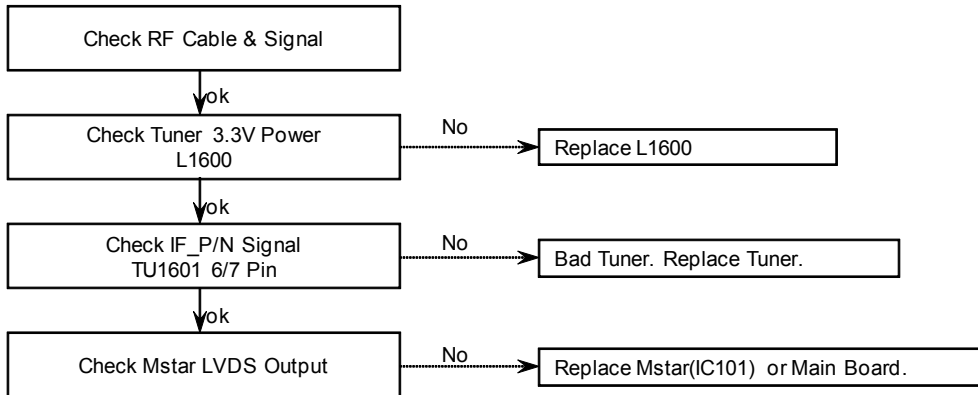 Check RF Cable & Signal
ok
Check Tuner 3.3V Power
L1600
No
Replace L1600
ok
Check IF_P/N Signal
TU1601 6/7 Pin
No
Bad Tuner. Replace Tuner.
ok
Check Mstar LVDS Output
No
Replace Mstar(IC101) or Main Board.